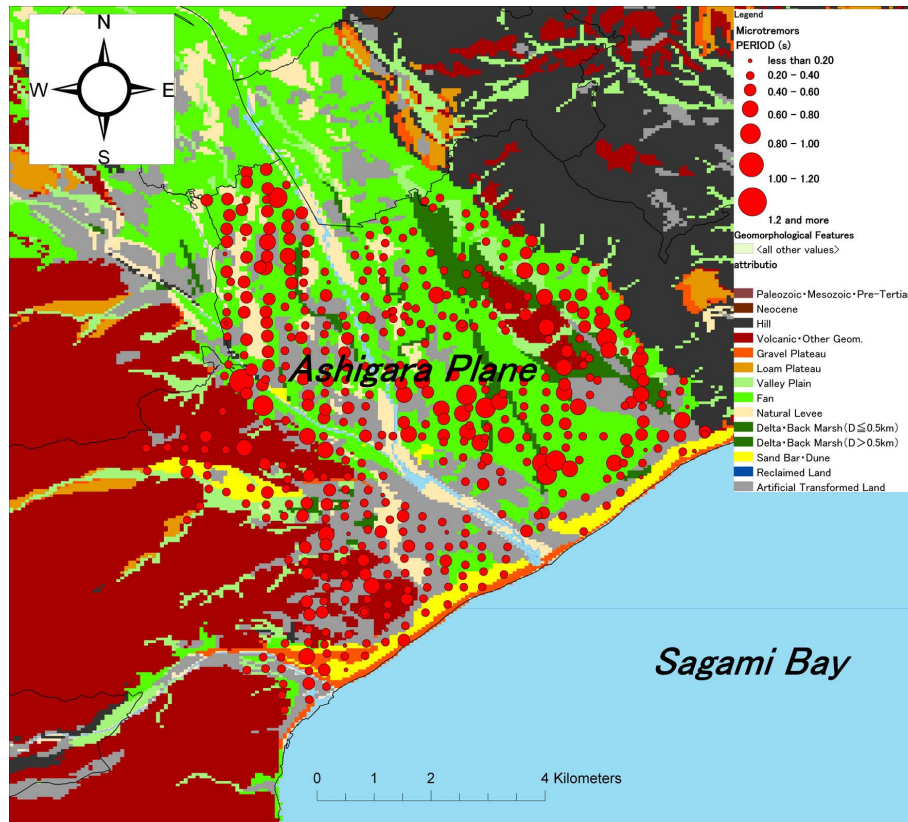 N
W
E
S
Legend
Microtremors
PERIOD (s)
less than 0.20
0.20 - 0.40
0.40 - 0.60
0.60 - 0.80
0.80 - 1.00
1.00 - 1.20
1.2 and more
Geomorphological Features
<all other values>
attributio
Paleozoic・Mesozoic・Pre-Tertiar
Neocene
Hill
Volcanic・Other Geom.
Gravel Plateau
Loam Plateau
Valley Plain
Fan
Natural Levee
Delta・Back Marsh(D≦0.5km)
Delta・Back Marsh(D>0.5km)
Sand Bar・Dune
Reclaimed Land
Artificial Transformed Land
Ashigara Plane
Sagami Bay
0 1 2 4 Kilometers